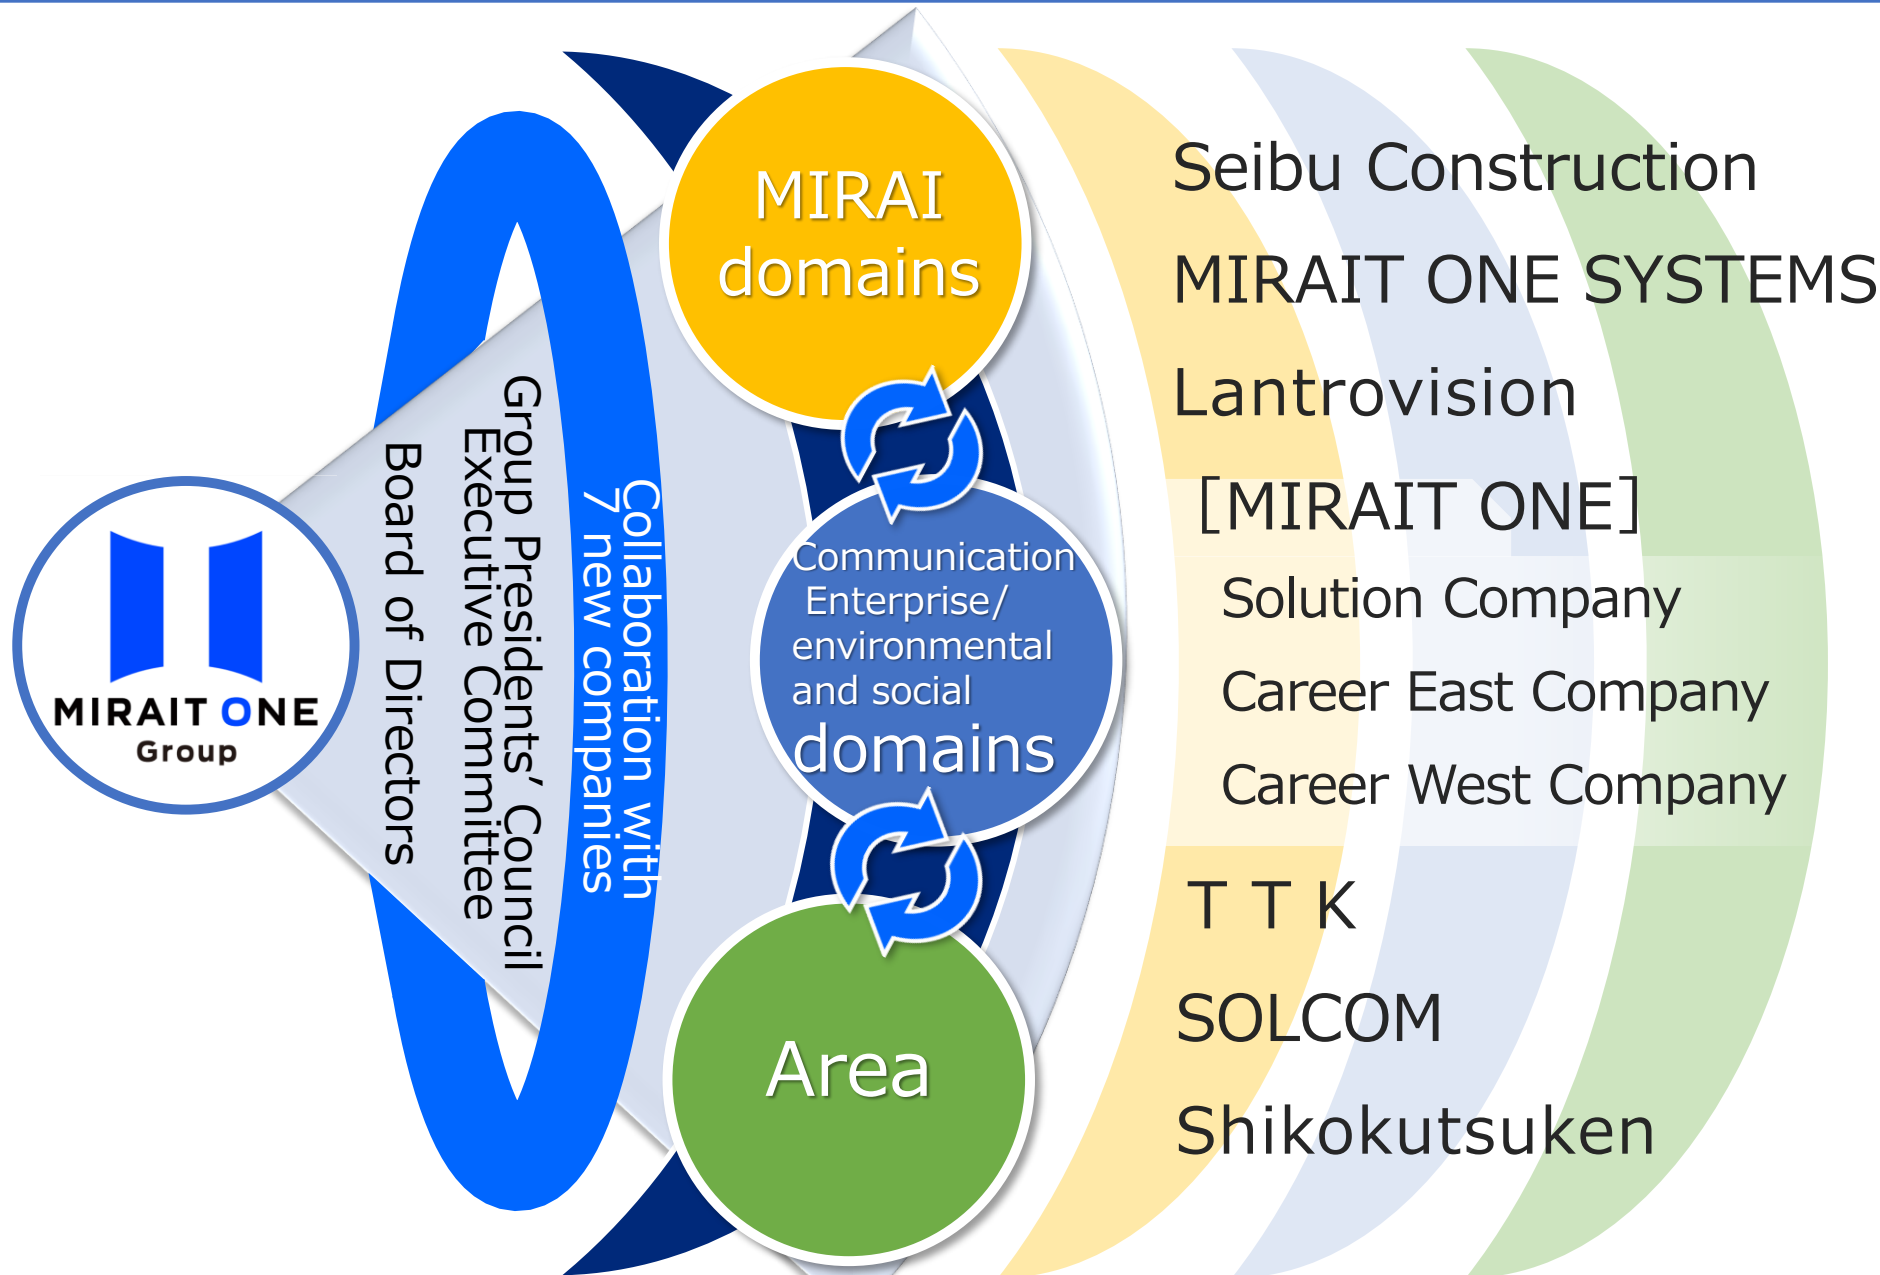 MIRAIT ONE
Group
Board of Directors
Group Presidents’ Council
Executive Committee
Collaboration with
7 new companies
MIRAI
domains
Communication
Enterprise/
environmental
and social
domains
Area
Seibu Construction
MIRAIT ONE SYSTEMS
Lantrovision
[MIRAIT ONE]
Solution Company
Career East Company
Career West Company
T T K
SOLCOM
Shikokutsuken